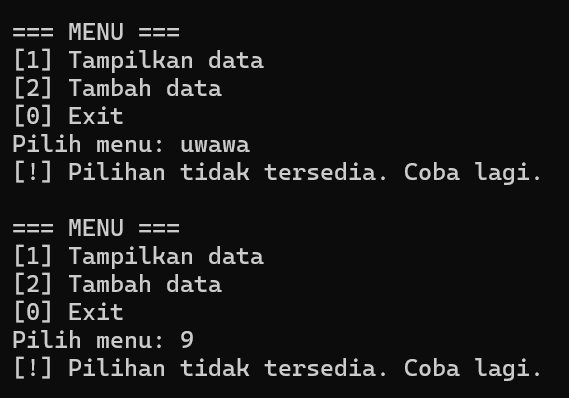 === MENU ===
[1] Tampilkan data
[2] Tambah data
[0] Exit
Pilih menu: uwawa
[!] Pilihan tidak tersedia. Coba lagi.
=== MENU ===
[1] Tampilkan data
[2] Tambah data
[0] Exit
Pilih menu: 9
[!] Pilihan tidak tersedia. Coba lagi.